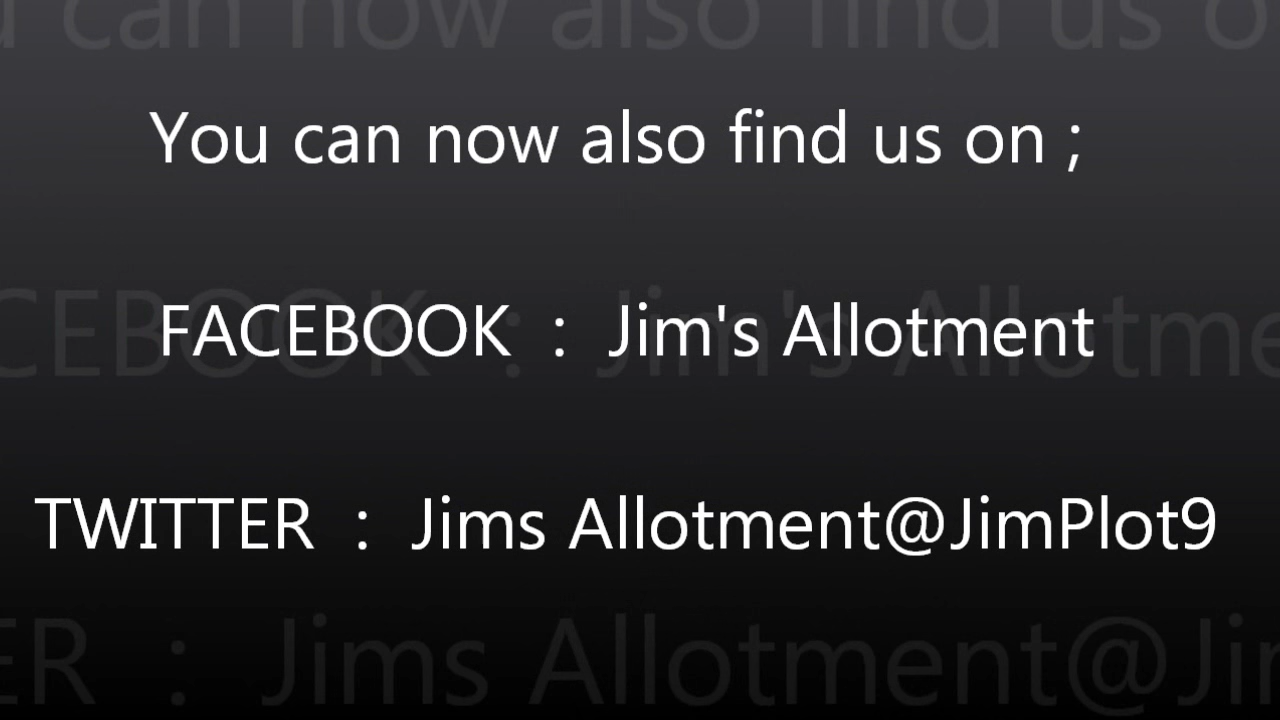 You can now also find us on ;
FACEBOOK  :  Jim's Allotment
TWITTER  :  Jims Allotment@JimPlot9